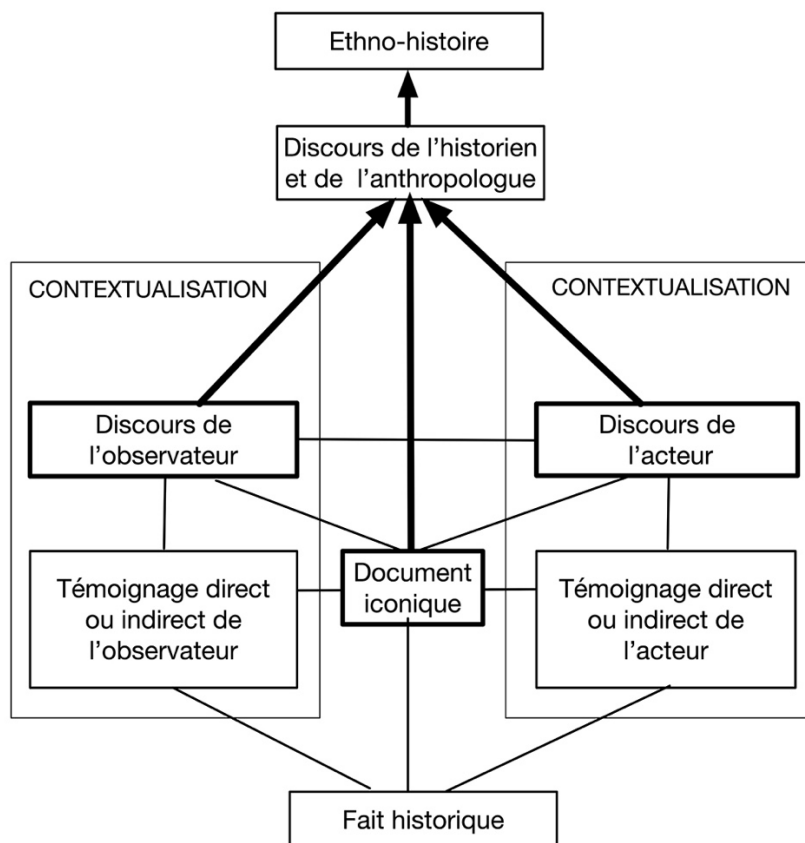 Ethno-histoire
Discours de l'historien
et de l'anthropologue
CONTEXTUALISATION
CONTEXTUALISATION
Discours de
l'observateur
Discours de
l'acteur
Témoignage direct
ou indirect de
l'observateur
Document
iconique
Témoignage direct
ou indirect de
l'acteur
Fait historique